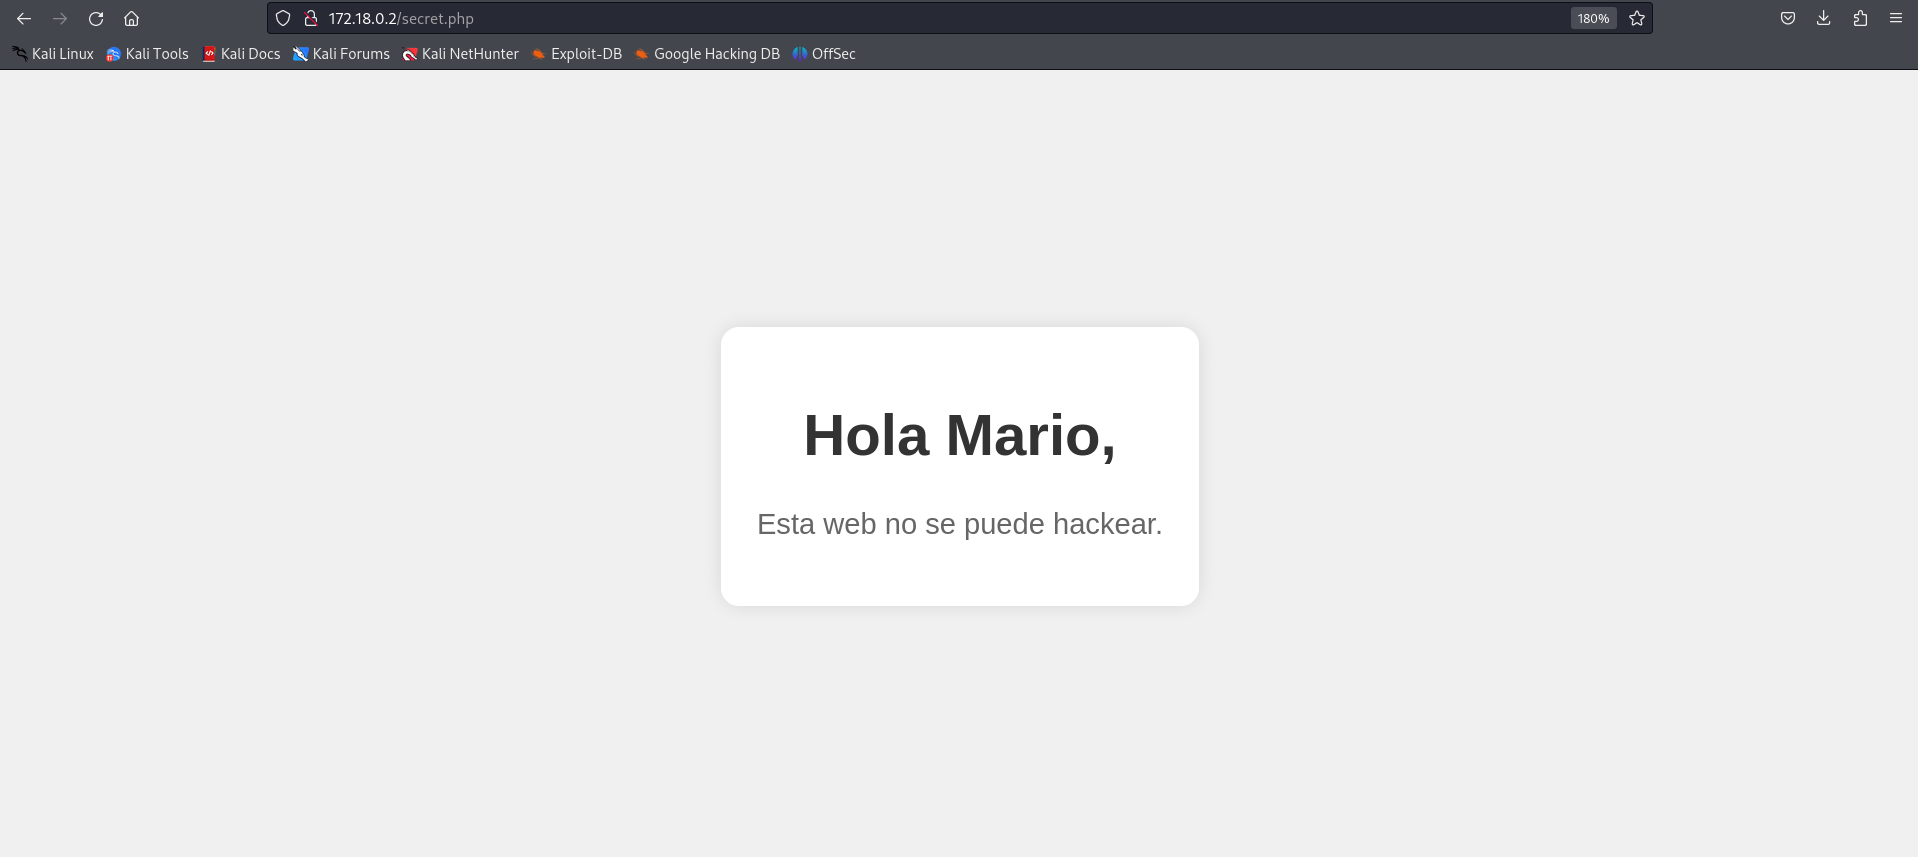 172.18.0.2/secret.php
180%
Kali Linux
Kali Tools
Kali Docs
Kali Forums
Kali NetHunter
Exploit-DB
Google Hacking DB
OffSec
Hola Mario,
Esta web no se puede hackear.